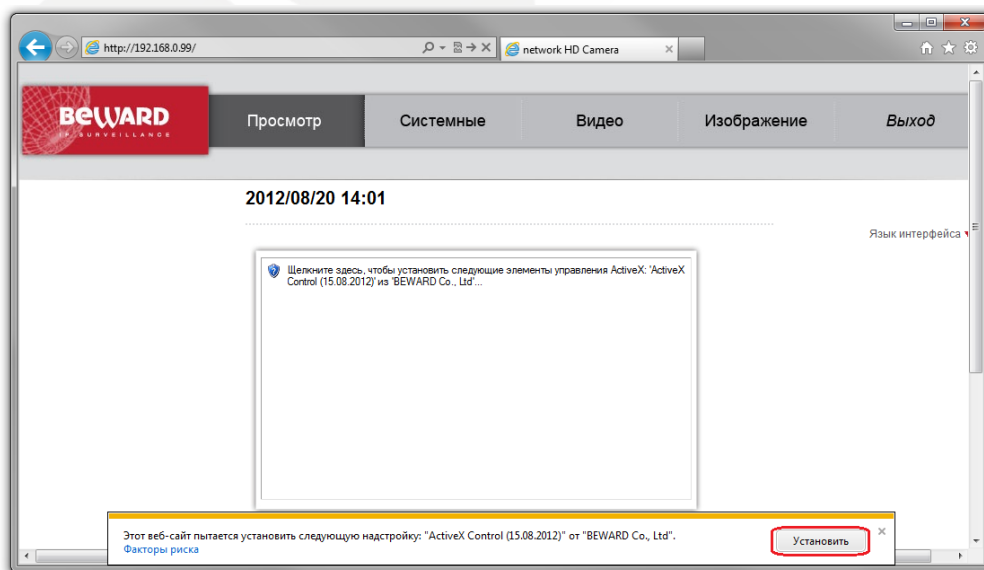 http://192.168.0.99/
network HD Camera
BEWARD
IP SURVEILLANCE
Просмотр
Системные
Видео
Изображение
Выход
2012/08/20 14:01
Язык интерфейса
Щелкните здесь, чтобы установить следующие элементы управления ActiveX: 'ActiveX
Control (15.08.2012)' из 'BEWARD Co., Ltd'...
Этот веб-сайт пытается установить следующую надстройку: "ActiveX Control (15.08.2012)" от "BEWARD Co., Ltd".
Факторы риска
Установить